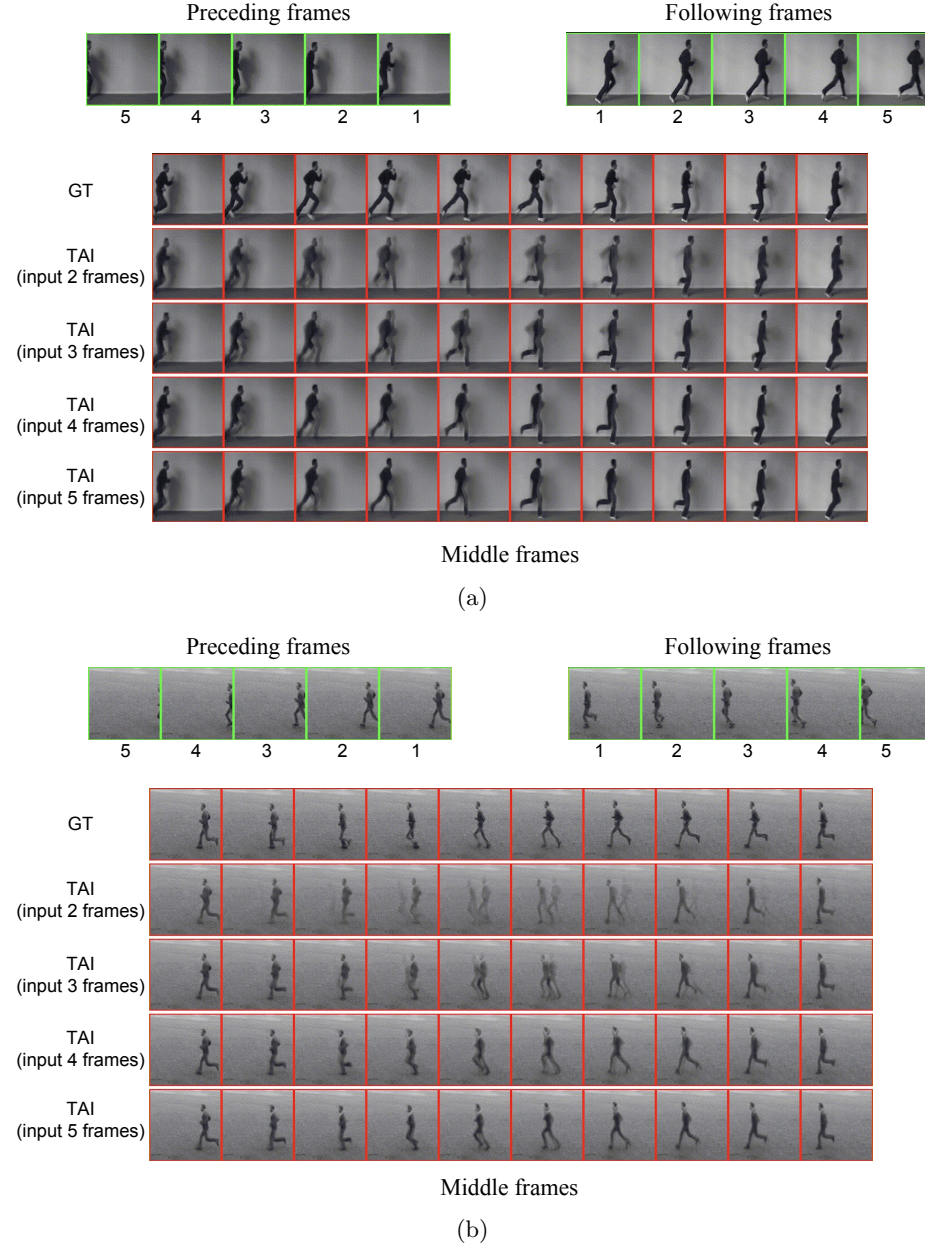 Preceding frames
Following frames
5 4 3 2 1
1 2 3 4 5
GT
TAI
(input 2 frames)
TAI
(input 3 frames)
TAI
(input 4 frames)
TAI
(input 5 frames)
Middle frames
(a)
Preceding frames
Following frames
5 4 3 2 1
1 2 3 4 5
GT
TAI
(input 2 frames)
TAI
(input 3 frames)
TAI
(input 4 frames)
TAI
(input 5 frames)
Middle frames
(b)